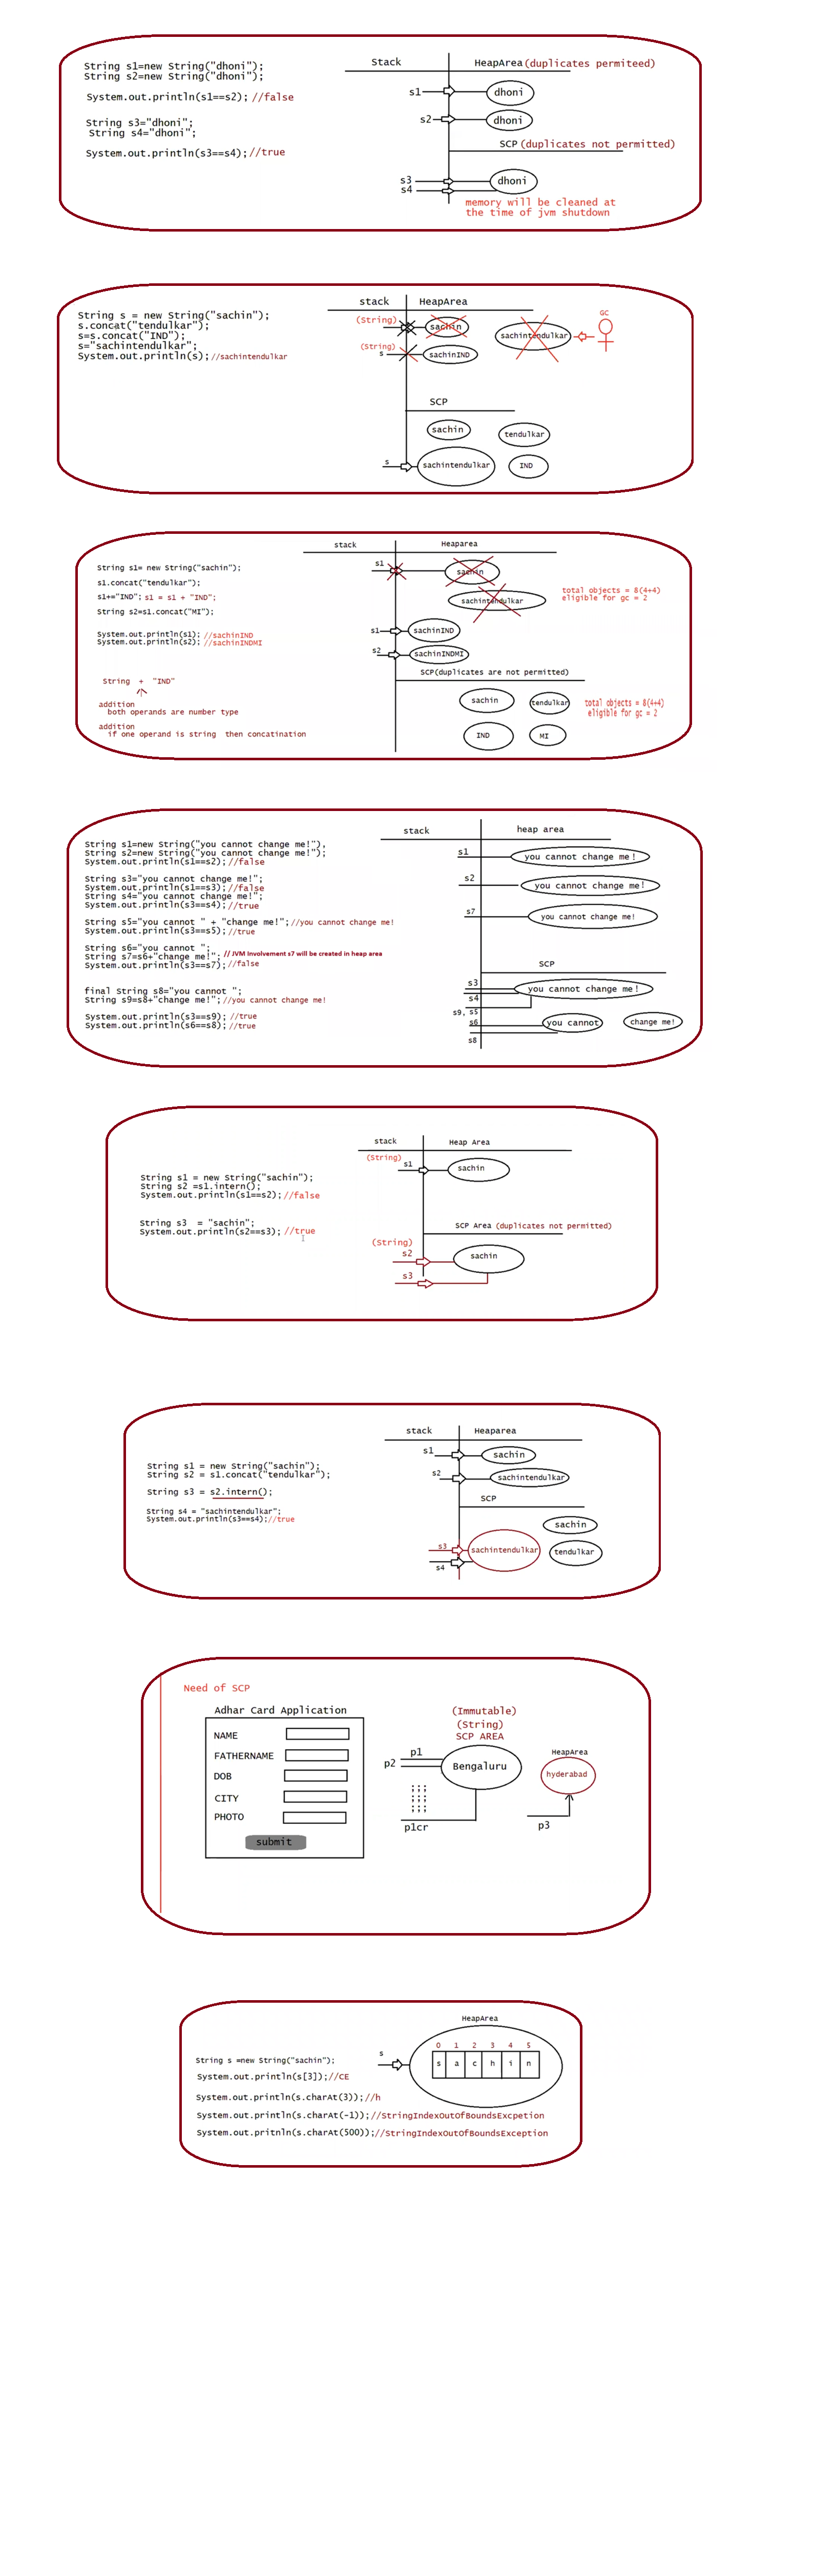 String s1=new String("dhoni");
String s2=new String("dhoni");
System.out.println(s1==s2); //false
String s3="dhoni";
String s4="dhoni";
System.out.println(s3==s4); //true
Stack
HeapArea (duplicates permiteed)
s1
dhoni
s2
dhoni
SCP (duplicates not permitted)
s3
s4
dhoni
memory will be cleaned at
the time of jvm shutdown
String s = new String("sachin");
s.concat("tendulkar");
s=s.concat("IND");
s="sachintendulkar";
System.out.println(s); //sachintendulkar
stack
HeapArea
(String)
sachin
sachintendulkar
GC
(String)
s
sachinIND
SCP
sachin
tendulkar
s
sachintendulkar
IND
String s1= new String("sachin");
s1.concat("tendulkar");
s1+="IND"; s1 = s1 + "IND";
String s2=s1.concat("MI");
System.out.println(s1); //sachinIND
System.out.println(s2); //sachinINDMI
String + "IND"
addition
both operands are number type
addition
if one operand is string then concatination
stack
Heaparea
s1
sachin
sachintendulkar
total objects = 8(4+4)
eligible for gc = 2
s1
sachinIND
s2
sachinINDMI
SCP(duplicates are not permitted)
sachin
tendulkar
total objects = 8(4+4)
eligible for gc = 2
IND
MI
String s1=new String("you cannot change me!"),
String s2=new String("you cannot change me!");
System.out.println(s1==s2); //false
String s3="you cannot change me!";
System.out.println(s1==s3); //false
String s4="you cannot change me!";
System.out.println(s3==s4); //true
String s5="you cannot " + "change me!"; //you cannot change me!
System.out.println(s3==s5); //true
String s6="you cannot ";
String s7=s6+"change me!"; // JVM Involvement s7 will be created in heap area
System.out.println(s3==s7); //false
final String s8="you cannot ";
String s9=s8+"change me!"; //you cannot change me!
System.out.println(s3==s9); //true
System.out.println(s6==s8); //true
stack
heap area
s1
you cannot change me!
s2
you cannot change me!
s7
you cannot change me!
SCP
s3
you cannot change me!
s4
s9, s5
s6
you cannot
change me!
s8
String s1 = new String("sachin");
String s2 =s1.intern();
System.out.println(s1==s2); //false
String s3 = "sachin";
System.out.println(s2==s3); //true
stack
Heap Area
(String)
s1
sachin
SCP Area (duplicates not permitted)
(String)
s2
sachin
s3
String s1 = new String("sachin");
String s2 = s1.concat("tendulkar");
String s3 = s2.intern();
String s4 = "sachintendulkar";
System.out.println(s3==s4);//true
stack
Heaparea
s1
sachin
s2
sachintendulkar
SCP
sachin
s3
sachintendulkar
tendulkar
s4
Need of SCP
Adhar Card Application
NAME
FATHERNAME
DOB
CITY
PHOTO
submit
(Immutable)
(String)
SCP AREA
p1
p2
Bengaluru
p1cr
HeapArea
hyderabad
p3
HeapArea
0 1 2 3 4 5
s
s a c h i n
String s =new String("sachin");
System.out.println(s[3]);//CE
System.out.println(s.charAt(3));//h
System.out.println(s.charAt(-1));//StringIndexOutOfBoundsExcpetion
System.out.pritnln(s.charAt(500));//StringIndexOutOfBoundsException